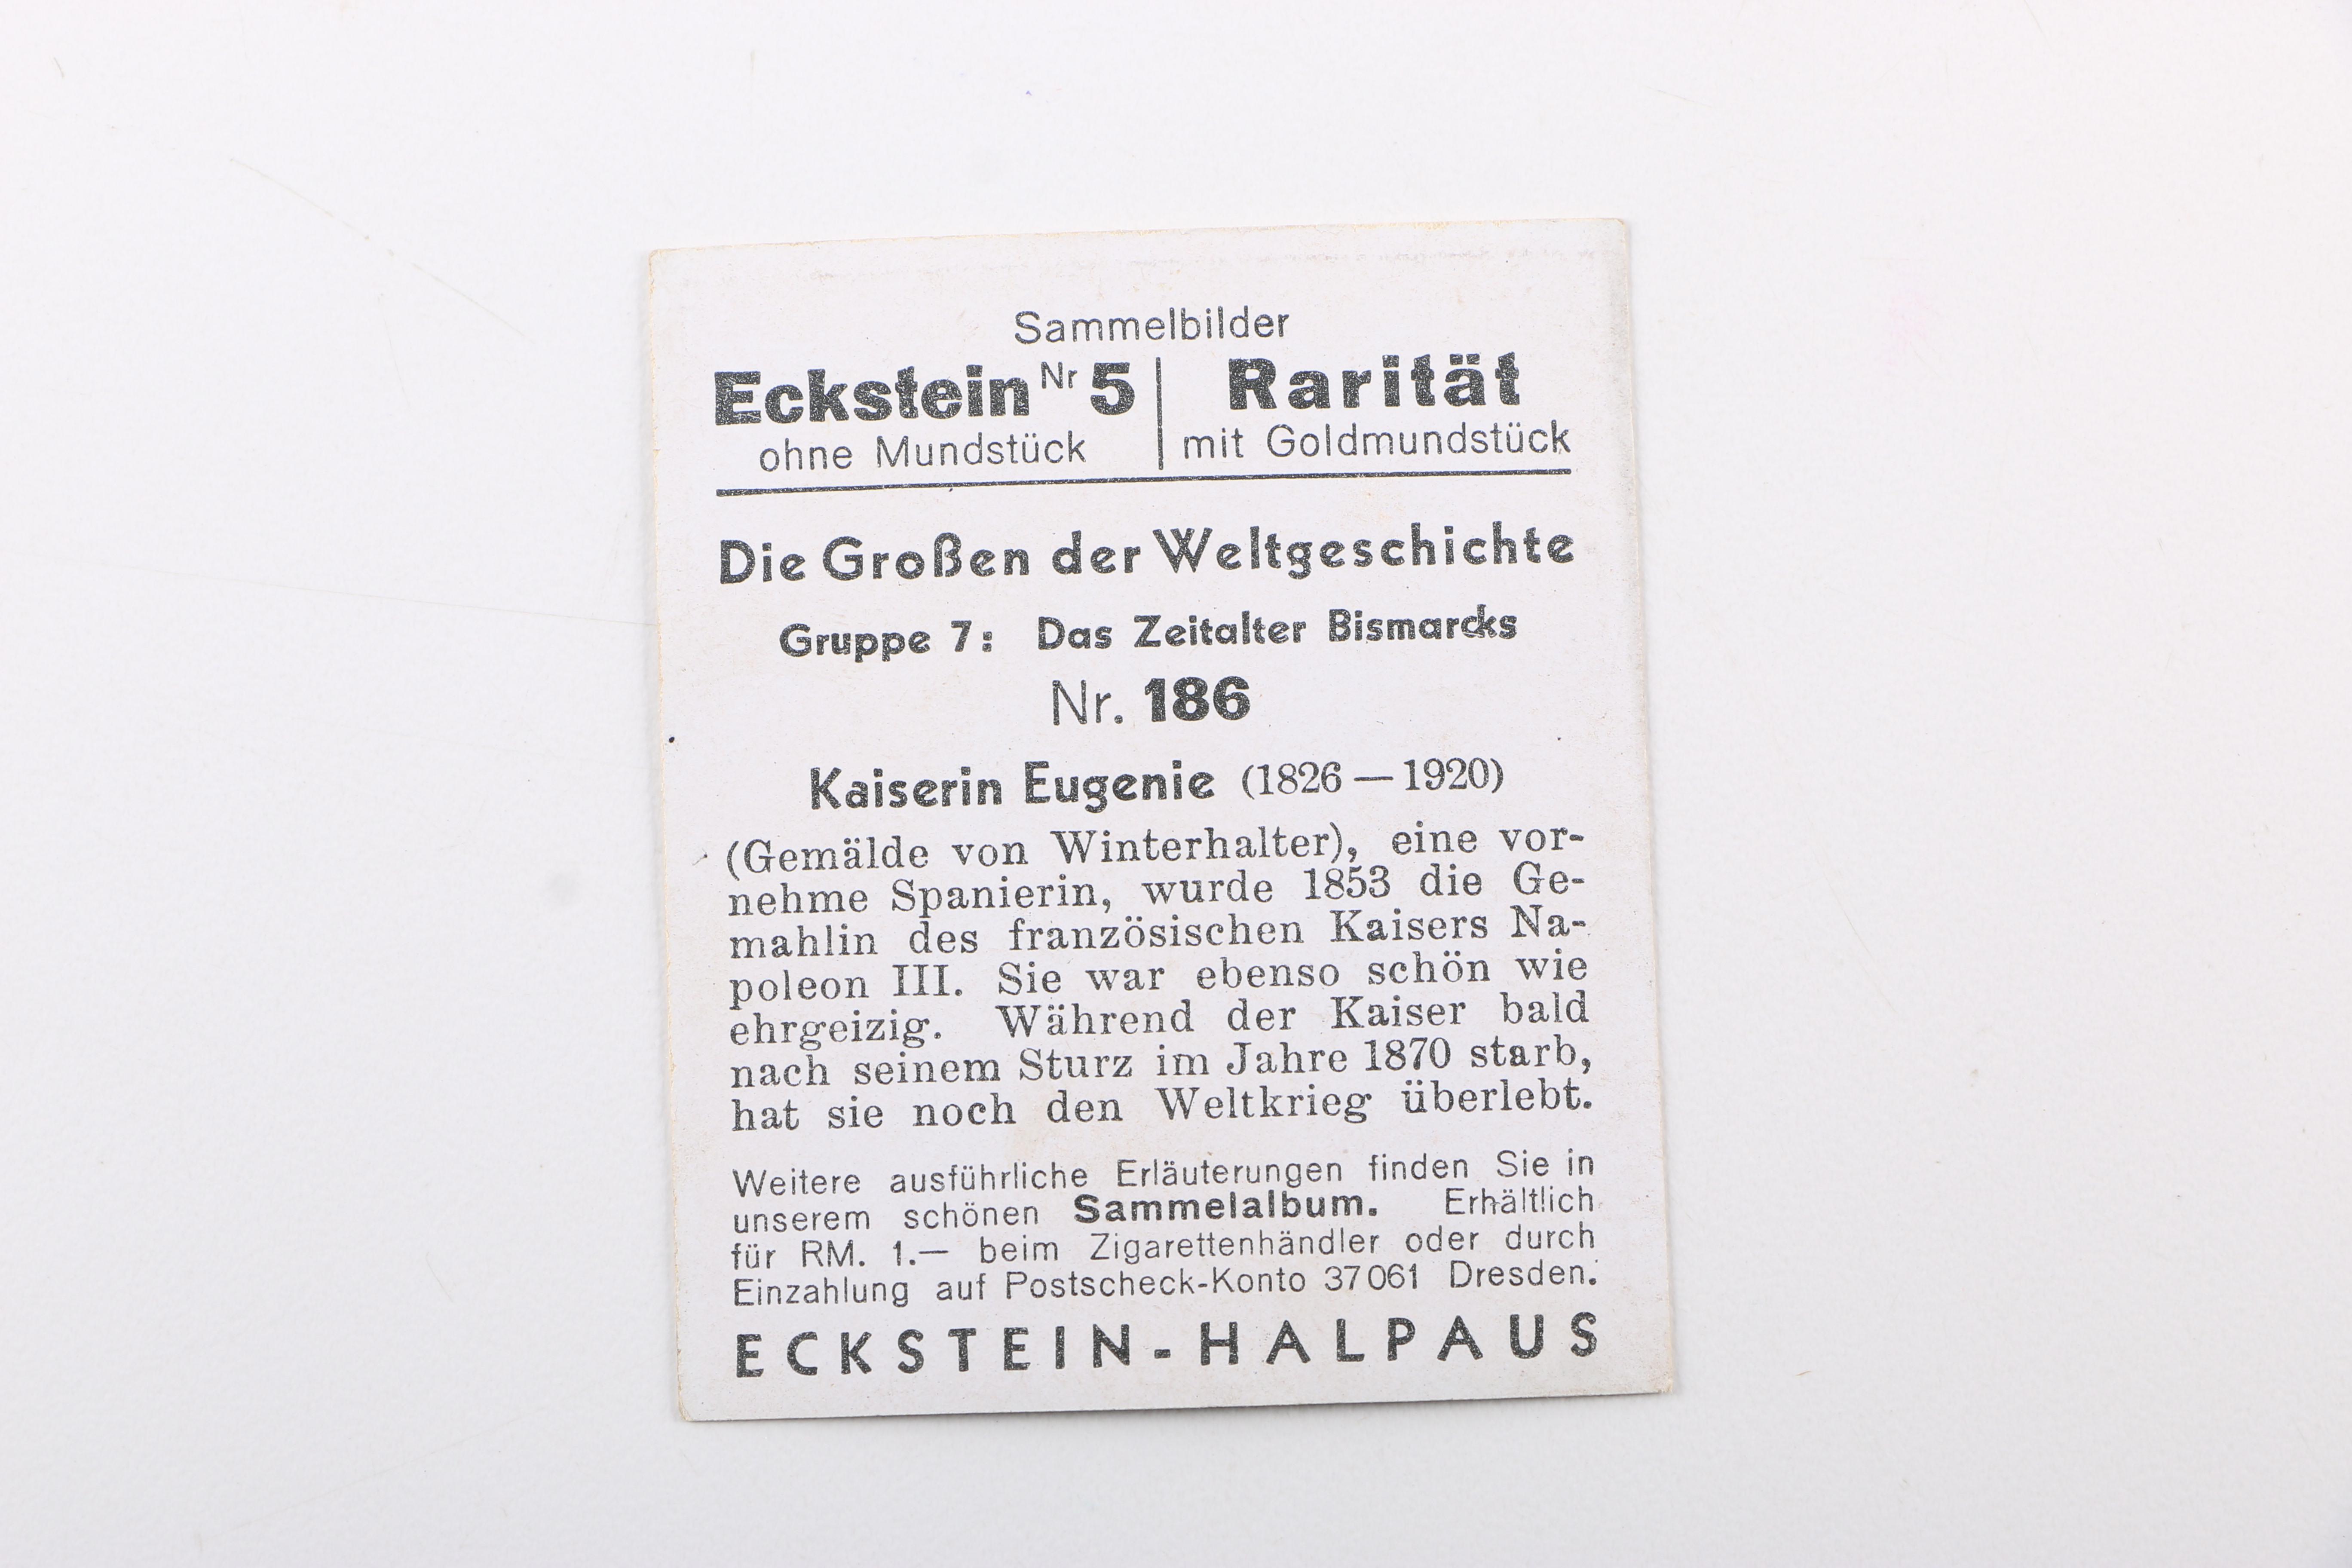 Sammelbilder
Eckstein Nr 5 | Rarität
ohne Mundstück | mit Goldmundstück
Die Großen der Weltgeschichte
Gruppe 7: Das Zeitalter Bismarcks
Nr. 186
Kaiserin Eugenie (1826 — 1920)
(Gemälde von Winterhalter), eine vor-
nehme Spanierin, wurde 1853 die Ge-
mahlin des französischen Kaisers Na-
poleon III. Sie war ebenso schön wie
ehrgeizig. Während der Kaiser bald
nach seinem Sturz im Jahre 1870 starb,
hat sie noch den Weltkrieg überlebt.
Weitere ausführliche Erläuterungen finden Sie in
unserem schönen Sammelalbum. Erhältlich
für RM. 1.— beim Zigarettenhändler oder durch
Einzahlung auf Postscheck-Konto 37061 Dresden.
ECKSTEIN-HALPAUS